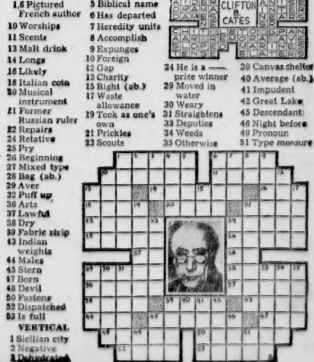 1,6 Pictured
French author
10 Worships
11 Scents
13 Malt drink
14 Longs
16 Likely
18 Italian coin
20 Musical
instrument
21 Former
Russian ruler
22 Repairs
24 Relative
25 Pry
26 Beginning
27 Mixed type
28 Bag (ab.)
29 Aver
32 Puff up
36 Arts
37 Lawful
38 Dry
39 Fabric strip
43 Indian
weights
44 Males
45 Stern
47 Born
48 Devil
50 Fastens
52 Dispatched
53 Is full
VERTICAL
1 Sicilian city
2 Negative
3 Dehydrated
5 Biblical name
6 Has departed
7 Heredity units
8 Accomplish
9 Expunges
10 Foreign
12 Gap
13 Charity
15 Right (ab.)
17 Waste
allowance
19 Took as one's
own
21 Prickles
23 Scouts
24 He is a —
prize winner
29 Moved in
water
30 Weary
31 Straightens
33 Deputies
34 Weeds
35 Otherwise
39 Canvas shelter
40 Average (ab.)
41 Impudent
42 Great Lake
45 Descendant
46 Night before
49 Pronoun
51 Type measure
CLIFTON
CATES